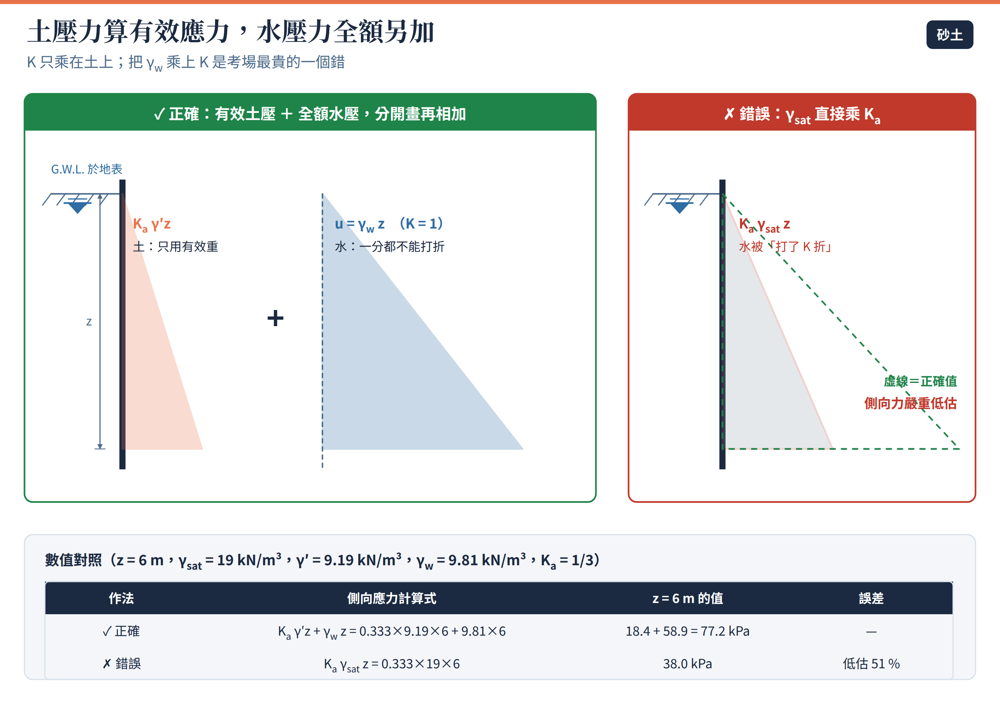 土壓力算有效應力，水壓力全額另加
砂土
K 只乘在土上；把 γw 乘上 K 是考場最貴的一個錯
✓ 正確：有效土壓 ＋ 全額水壓，分開畫再相加
G.W.L. 於地表
Ka γ′z
土：只用有效重
z
+
u = γw z （K = 1）
水：一分都不能打折
✗ 錯誤：γsat 直接乘 Ka
Ka γsat z
水被「打了 K 折」
虛線＝正確值
側向力嚴重低估
數值對照（z = 6 m，γsat = 19 kN/m³，γ′ = 9.19 kN/m³，γw = 9.81 kN/m³，Ka = 1/3）
作法 側向應力計算式 z = 6 m 的值 誤差
✓ 正確 Ka γ′z + γw z = 0.333×9.19×6 + 9.81×6 18.4 + 58.9 = 77.2 kPa —
✗ 錯誤 Ka γsat z = 0.333×19×6 38.0 kPa 低估 51 %